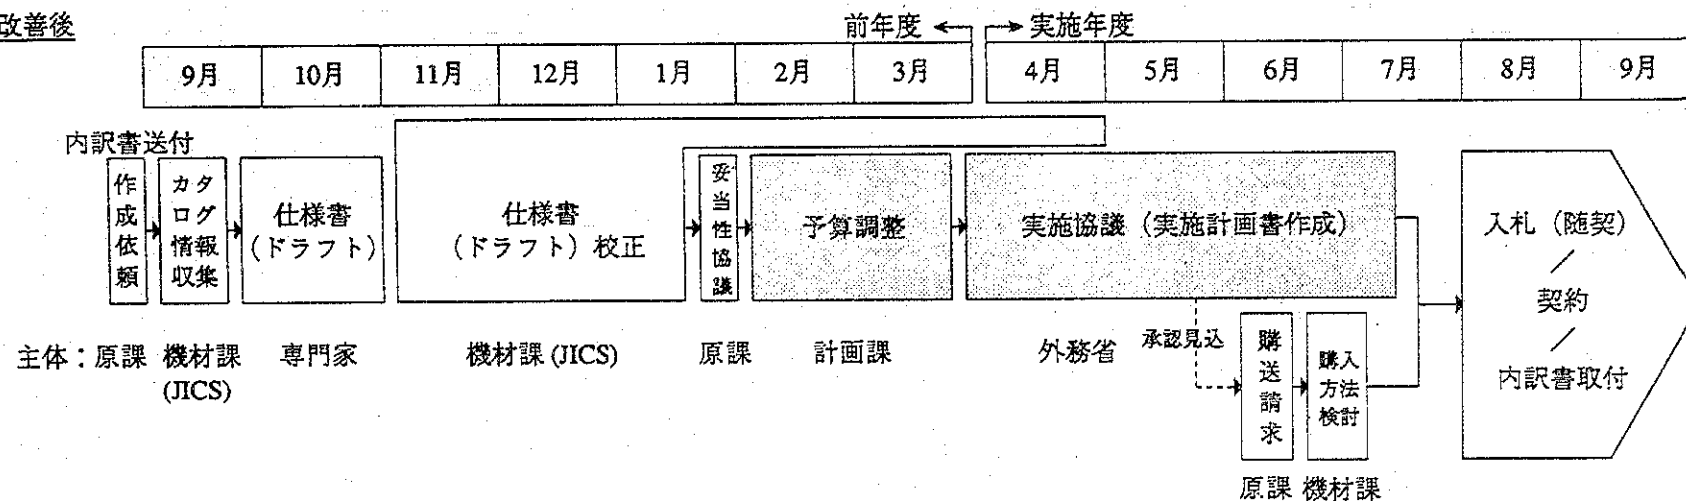 改善後
前年度 ←→ 実施年度
9月 10月 11月 12月 1月 2月 3月 4月 5月 6月 7月 8月 9月
内訳書送付
作成依頼
カタログ情報収集
仕様書
(ドラフト)
仕様書
(ドラフト) 校正
妥当性協議
予算調整
実施協議 (実施計画書作成)
入札 (随契)
/
契約
/
内訳書取付
主体:原課 機材課
(JICS)
専門家
機材課 (JICS)
原課
計画課
外務省
承認見込
購送請求
購入
方法
検討
原課 機材課